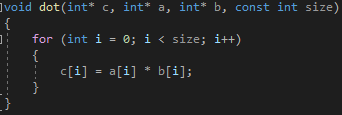 void dot(int* c, int* a, int* b, const int size)
{
    for (int i = 0; i < size; i++)
    {
        c[i] = a[i] * b[i];
    }
}